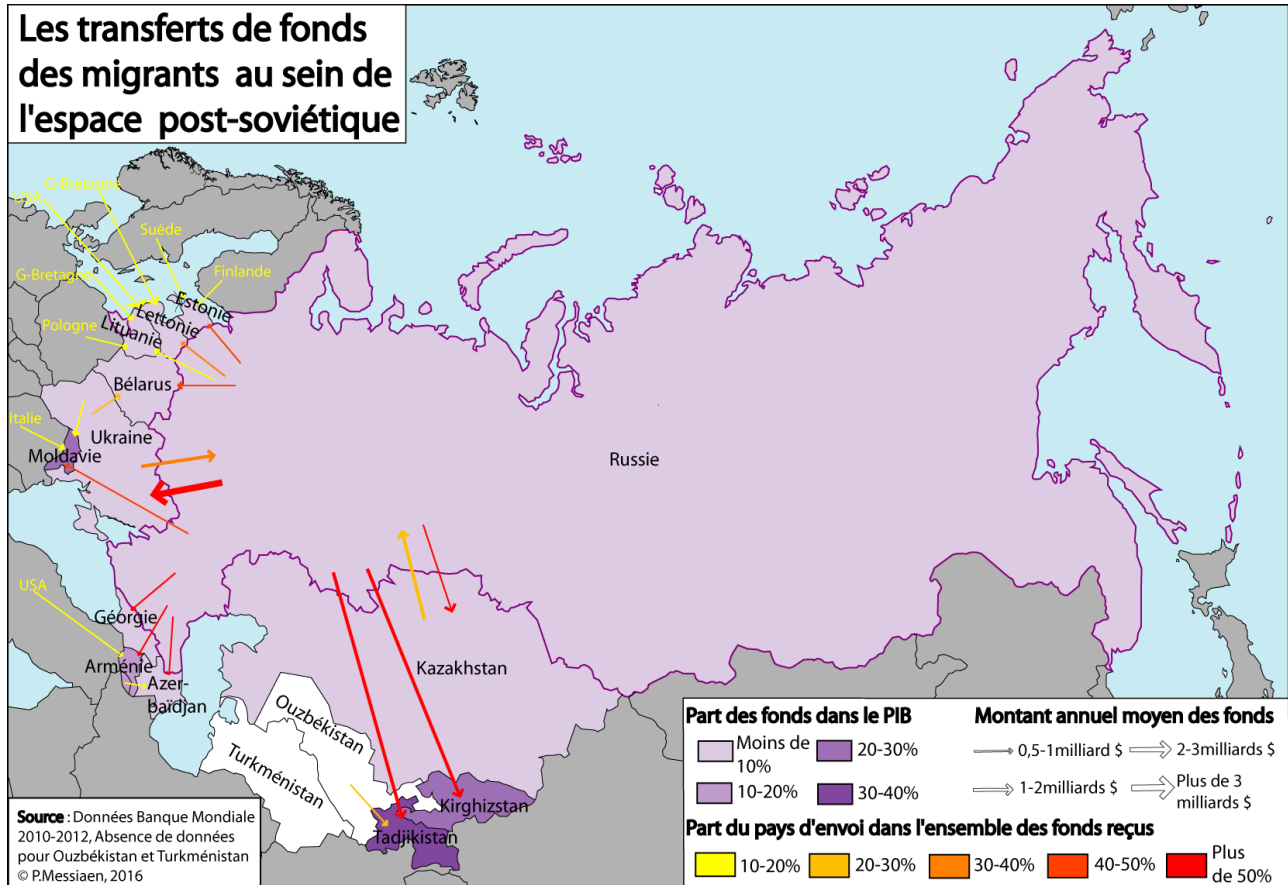 Les transferts de fonds
des migrants au sein de
l'espace post-soviétique
G-Bretagne
USA
Suède
G-Bretagne
Finlande
Estonie
Lettonie
Lituanie
Pologne
Bélarus
Italie
Ukraine
Moldavie
Russie
USA
Géorgie
Arménie
Azer-
baïdjan
Kazakhstan
Ouzbékistan
Turkménistan
Kirghizstan
Tadjikistan
Source : Données Banque Mondiale
2010-2012, Absence de données
pour Ouzbékistan et Turkménistan
© P.Messiaen, 2016
Part des fonds dans le PIB
Moins de
10%
20-30%
10-20%
30-40%
Montant annuel moyen des fonds
0,5-1milliard $
2-3milliards $
1-2milliards $
Plus de 3
milliards $
Part du pays d'envoi dans l'ensemble des fonds reçus
10-20%
20-30%
30-40%
40-50%
Plus
de 50%